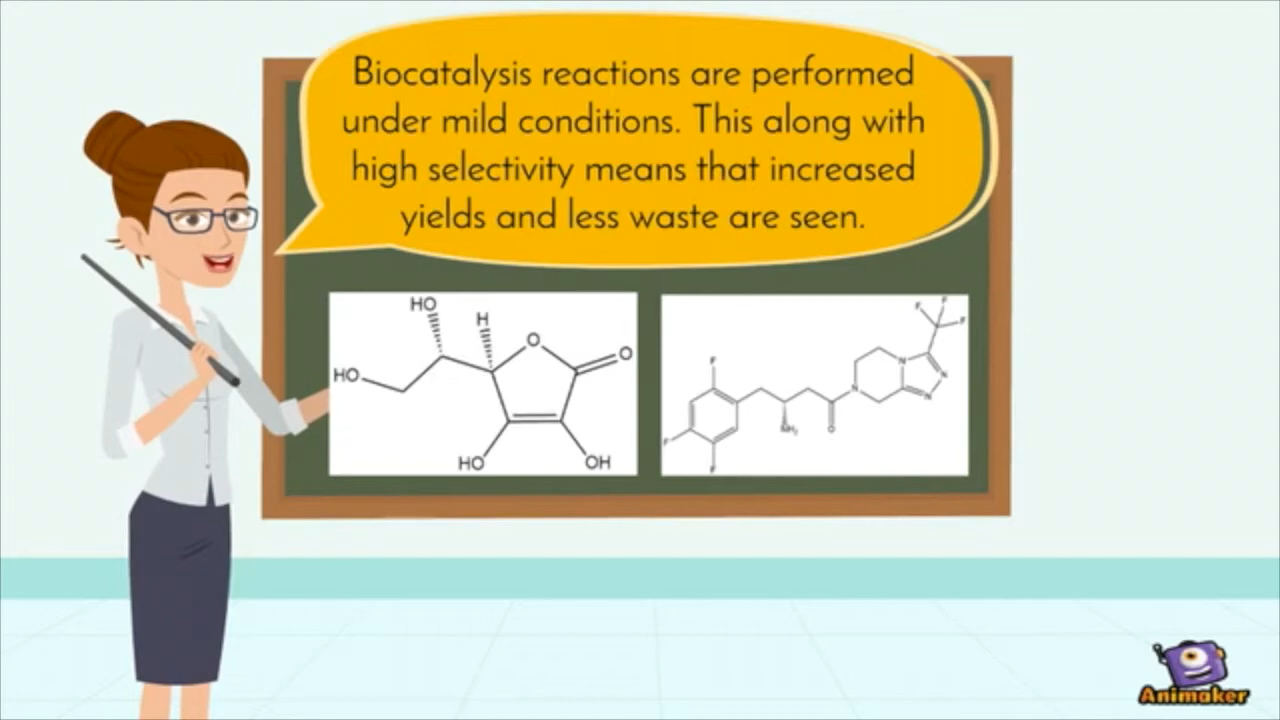 Biocatalysis reactions are performed
under mild conditions. This along with
high selectivity means that increased
yields and less waste are seen.
HO
H
O
O
HO
HO
OH
F
F
F
N
N
N
N
F
F
F
NH₂
O
Animaker